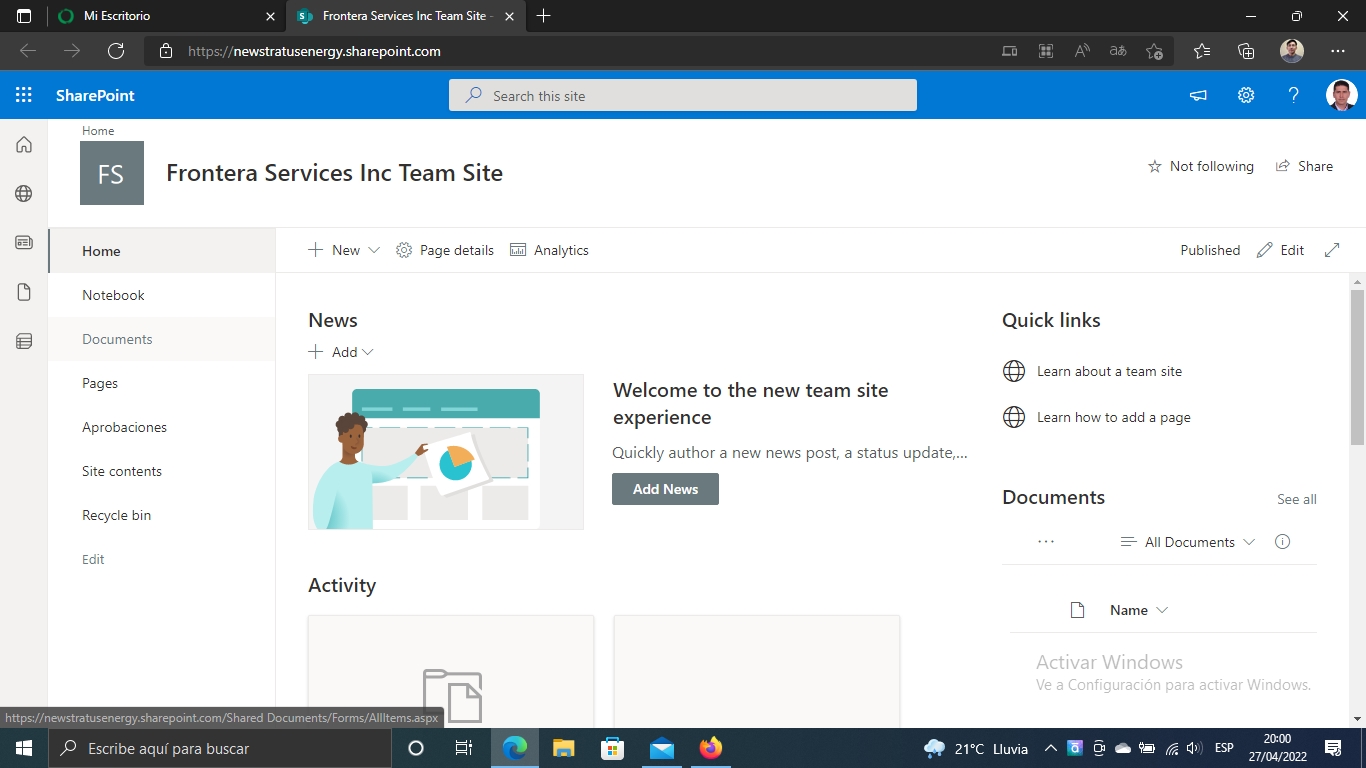 Mi Escritorio
Frontera Services Inc Team Site -
https://newstratusenergy.sharepoint.com
SharePoint
Search this site
Home
FS
Frontera Services Inc Team Site
Not following
Share
Home
Notebook
Documents
Pages
Aprobaciones
Site contents
Recycle bin
Edit
New
Page details
Analytics
Published
Edit
News
Add
Welcome to the new team site
experience
Quickly author a new news post, a status update,...
Add News
Activity
Quick links
Learn about a team site
Learn how to add a page
Documents
See all
All Documents
Name
Activar Windows
Ve a Configuración para activar Windows.
https://newstratusenergy.sharepoint.com/Shared Documents/Forms/AllItems.aspx
Escribe aquí para buscar
21°C Lluvia
ESP
20:00
27/04/2022